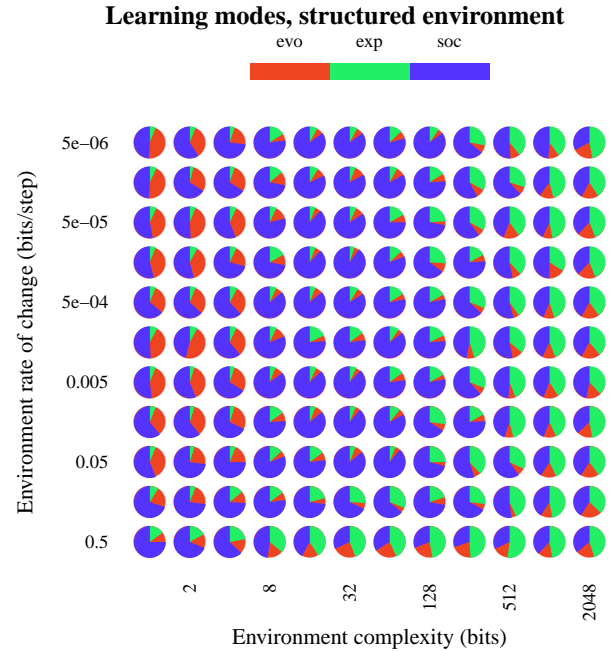 Learning modes, structured environment
evo exp soc
Environment rate of change (bits/step)
5e−06
5e−05
5e−04
0.005
0.05
0.5
2 8 32 128 512 2048
Environment complexity (bits)